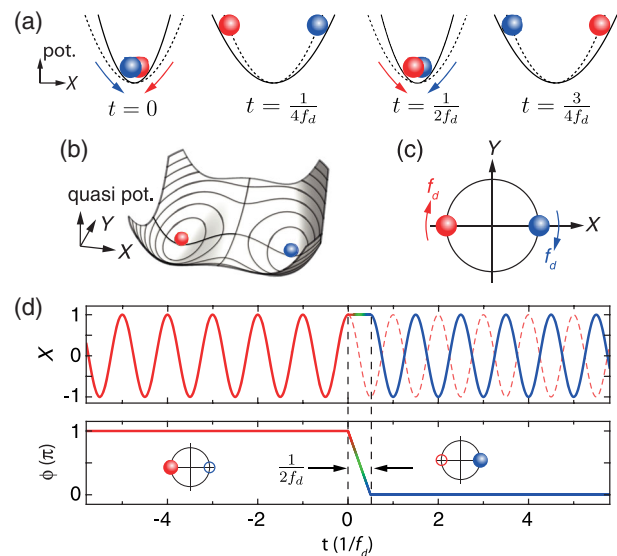 (a)
pot.
X
t = 0
t = 1/4f_d
t = 1/2f_d
t = 3/4f_d
(b)
quasi pot.
Y
X
(c)
Y
X
f_d
f_d
(d)
1
0
-1
X
1
0
ϕ (π)
1/2f_d
-4 -2 0 2 4
t (1/f_d)